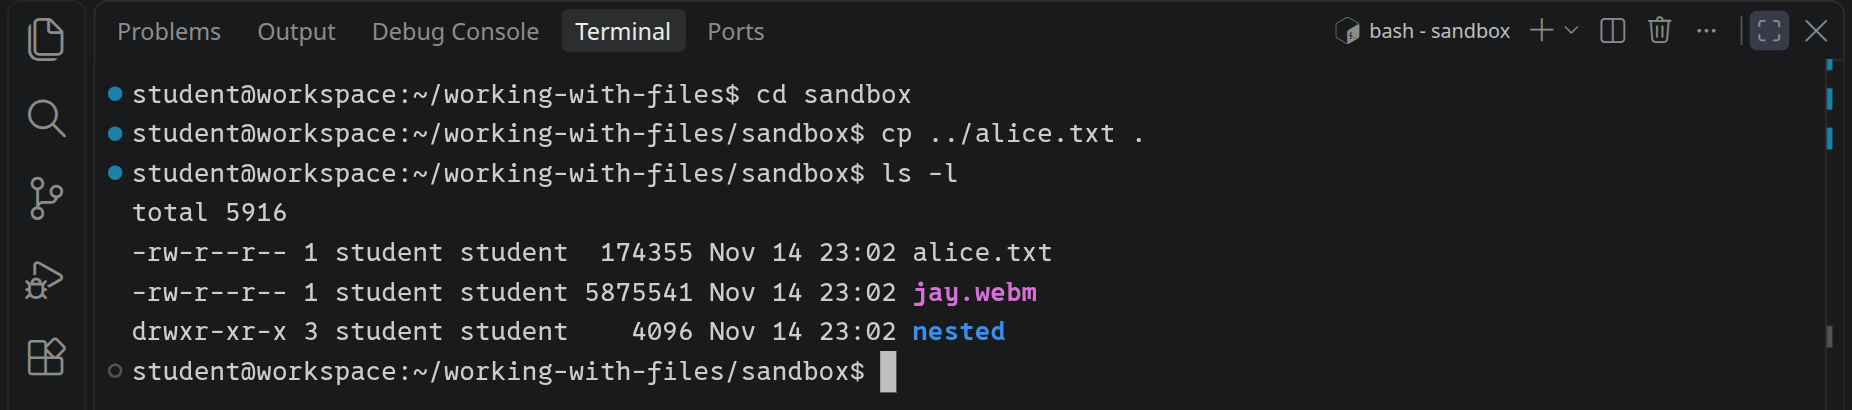 Problems Output Debug Console Terminal Ports bash - sandbox
student@workspace:~/working-with-files$ cd sandbox
student@workspace:~/working-with-files/sandbox$ cp ../alice.txt .
student@workspace:~/working-with-files/sandbox$ ls -l
total 5916
-rw-r--r-- 1 student student  174355 Nov 14 23:02 alice.txt
-rw-r--r-- 1 student student 5875541 Nov 14 23:02 jay.webm
drwxr-xr-x 3 student student    4096 Nov 14 23:02 nested
student@workspace:~/working-with-files/sandbox$